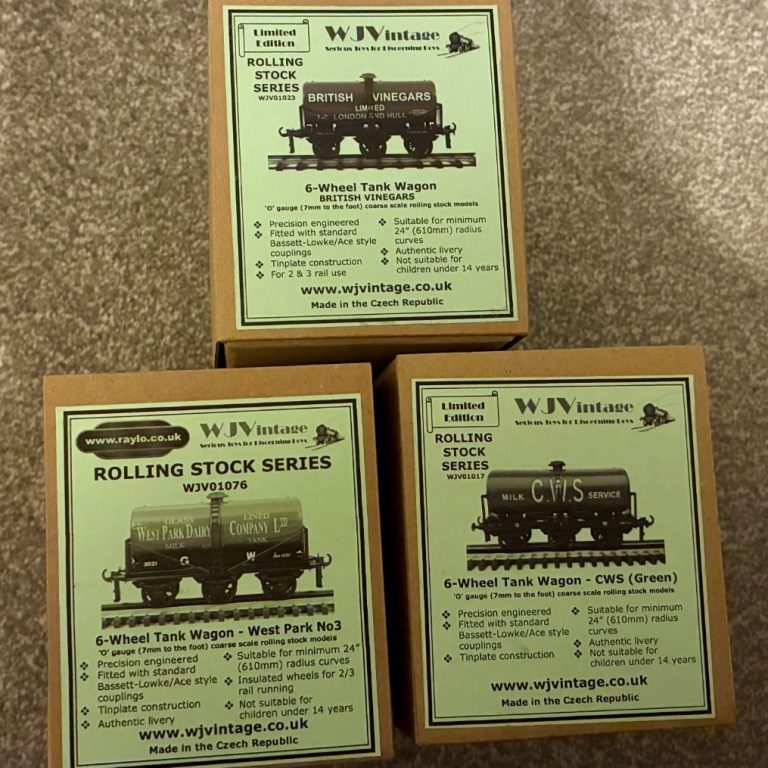 Limited
Edition
WJVintage
Serious Toys for Discerning Boys
ROLLING
STOCK
SERIES
WJV01023
BRITISH VINEGARS
LIMITED
LONDON AND HULL
6-Wheel Tank Wagon
BRITISH VINEGARS
'O' gauge (7mm to the foot) coarse scale rolling stock models
❖ Precision engineered
❖ Fitted with standard
Bassett-Lowke/Ace style
couplings
❖ Tinplate construction
❖ For 2 & 3 rail use
❖ Suitable for minimum
24" (610mm) radius
curves
❖ Authentic livery
❖ Not suitable for
children under 14 years
www.wjvintage.co.uk
Made in the Czech Republic
www.raylo.co.uk
WJVintage
Serious Toys for Discerning Boys
ROLLING STOCK SERIES
WJV01076
GLASS LINED
WEST PARK DAIRY COMPANY LTD
MILK TANK
2021 G W
6-Wheel Tank Wagon - West Park No3
'O' gauge (7mm to the foot) coarse scale rolling stock models
❖ Precision engineered
❖ Fitted with standard
Bassett-Lowke/Ace style
couplings
❖ Tinplate construction
❖ Authentic livery
❖ Suitable for minimum 24"
(610mm) radius curves
❖ Insulated wheels for 2/3
rail running
❖ Not suitable for
children under 14 years
www.wjvintage.co.uk
Made in the Czech Republic
Limited
Edition
WJVintage
Serious Toys for Discerning Boys
ROLLING
STOCK
SERIES
WJV01017
MILK C.W.S SERVICE
6-Wheel Tank Wagon - CWS (Green)
'O' gauge (7mm to the foot) coarse scale rolling stock models
❖ Precision engineered
❖ Fitted with standard
Bassett-Lowke/Ace style
couplings
❖ Tinplate construction
❖ Suitable for minimum
24" (610mm) radius
curves
❖ Authentic livery
❖ Not suitable for
children under 14 years
www.wjvintage.co.uk
Made in the Czech Republic